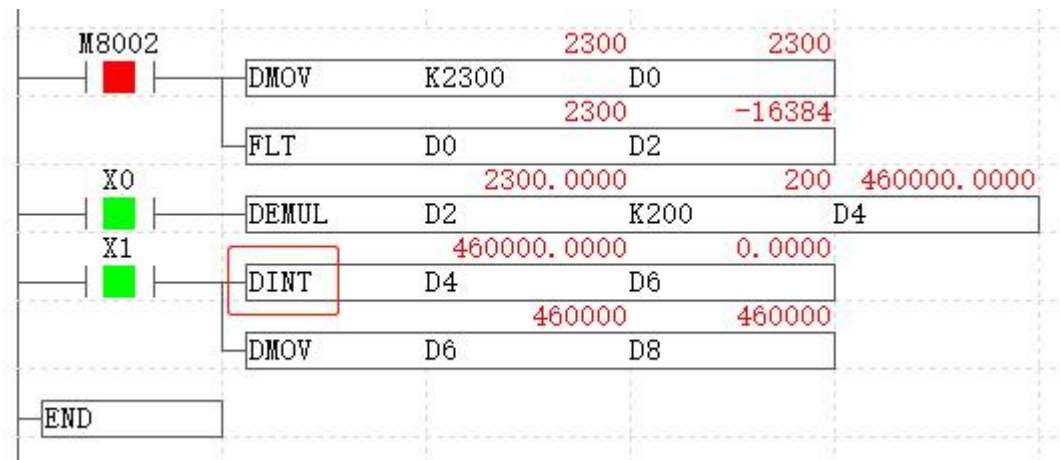 M8002
2300 2300
DMOV K2300 D0
2300 -16384
FLT D0 D2
X0
2300.0000 200 460000.0000
DEMUL D2 K200 D4
X1
460000.0000 0.0000
DINT D4 D6
460000 460000
DMOV D6 D8
END